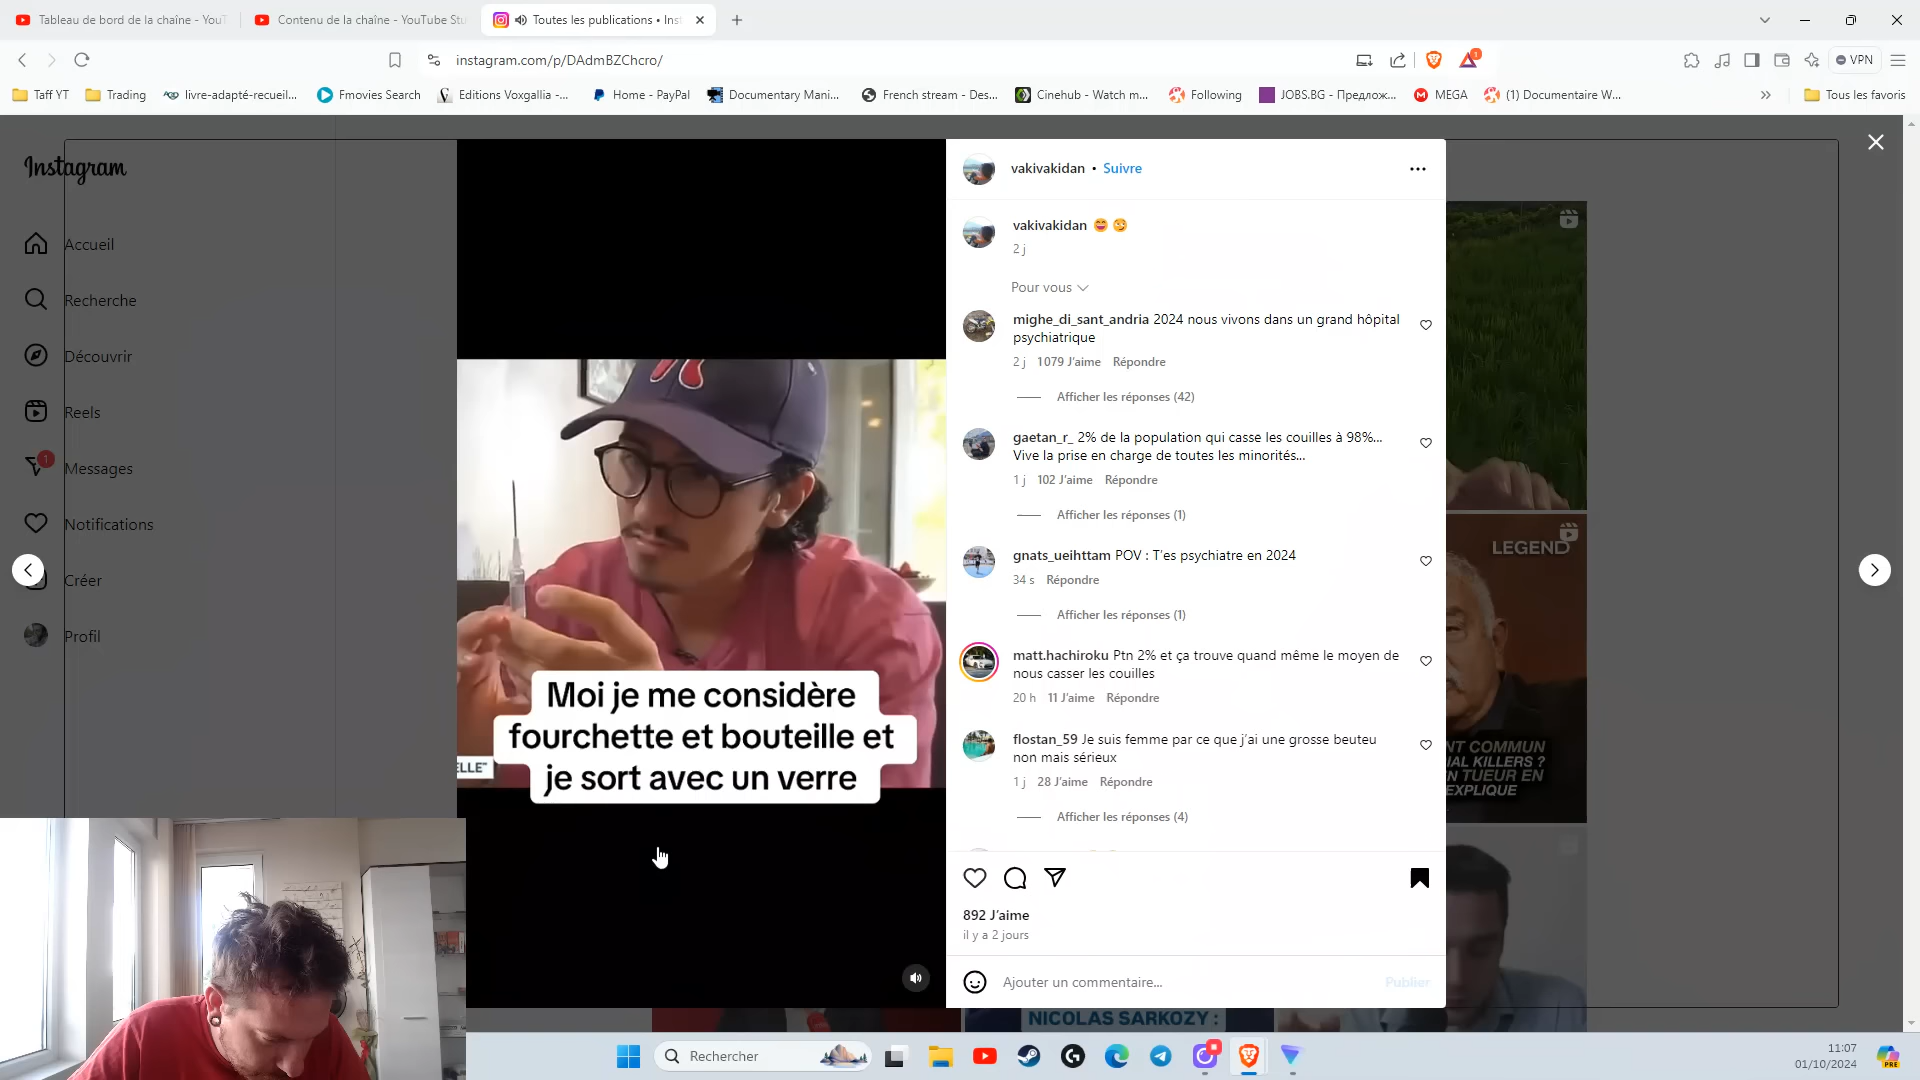 Tableau de bord de la chaîne - YouT
Contenu de la chaîne - YouTube Stu
Toutes les publications • Ins
instagram.com/p/DAdmBZChcro/
1
VPN
Taff YT
Trading
livre-adapté-recueil...
Fmovies Search
Editions Voxgallia -...
Home - PayPal
Documentary Mani...
French stream - Des...
Cinehub - Watch m...
Following
JOBS.BG - Предлож...
MEGA
(1) Documentaire W...
Tous les favoris
Instagram
Accueil
Recherche
Découvrir
Reels
1
Messages
Notifications
Créer
Profil
Moi je me considère
fourchette et bouteille et
je sort avec un verre
ELLE"
vakivakidan • Suivre
vakivakidan 😄 😏
2 j
Pour vous
mighe_di_sant_andria 2024 nous vivons dans un grand hôpital
psychiatrique
2 j 1079 J'aime Répondre
Afficher les réponses (42)
gaetan_r_ 2% de la population qui casse les couilles à 98%...
Vive la prise en charge de toutes les minorités...
1 j 102 J'aime Répondre
Afficher les réponses (1)
gnats_ueihttam POV : T'es psychiatre en 2024
34 s Répondre
Afficher les réponses (1)
matt.hachiroku Ptn 2% et ça trouve quand même le moyen de
nous casser les couilles
20 h 11 J'aime Répondre
flostan_59 Je suis femme par ce que j'ai une grosse beuteu
non mais sérieux
1 j 28 J'aime Répondre
Afficher les réponses (4)
892 J'aime
il y a 2 jours
Ajouter un commentaire...
Publier
LEGEND
NT COMMUN
IAL KILLERS ?
N TUEUR EN
EXPLIQUE
NICOLAS SARKOZY :
Rechercher
11:07
01/10/2024
PRE